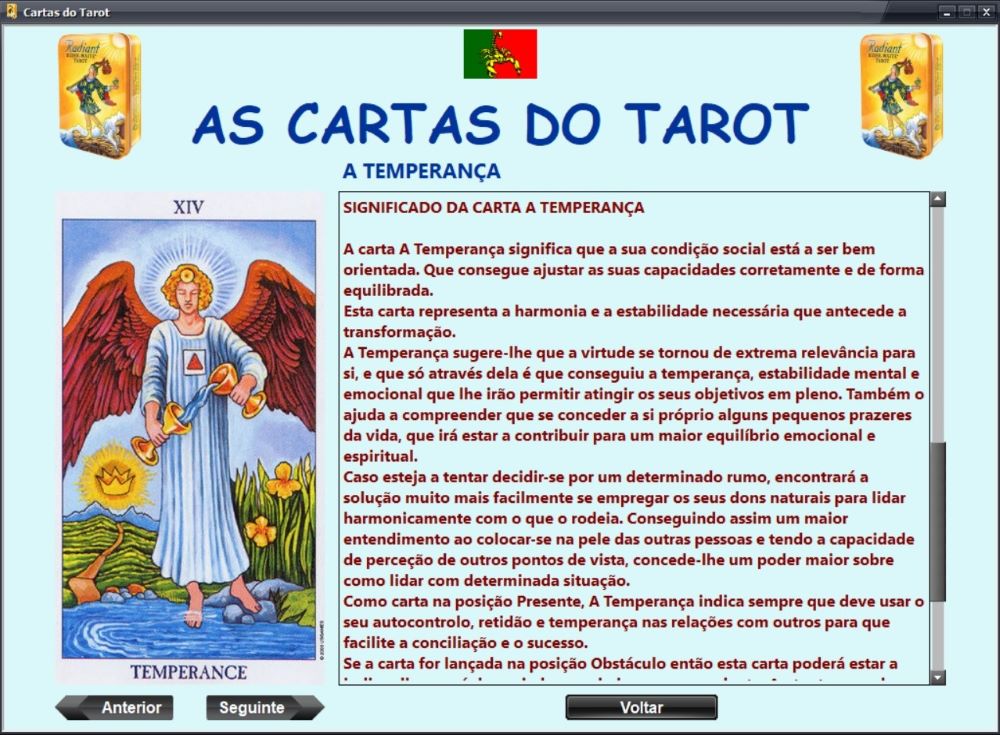 Cartas do Tarot
Radiant
RIDER-WAITE
TAROT
Radiant
RIDER-WAITE
TAROT
AS CARTAS DO TAROT
A TEMPERANÇA
XIV
TEMPERANCE
SIGNIFICADO DA CARTA A TEMPERANÇA
A carta A Temperança significa que a sua condição social está a ser bem
orientada. Que consegue ajustar as suas capacidades corretamente e de forma
equilibrada.
Esta carta representa a harmonia e a estabilidade necessária que antecede a
transformação.
A Temperança sugere-lhe que a virtude se tornou de extrema relevância para
si, e que só através dela é que conseguiu a temperança, estabilidade mental e
emocional que lhe irão permitir atingir os seus objetivos em pleno. Também o
ajuda a compreender que se conceder a si próprio alguns pequenos prazeres
da vida, que irá estar a contribuir para um maior equilíbrio emocional e
espiritual.
Caso esteja a tentar decidir-se por um determinado rumo, encontrará a
solução muito mais facilmente se empregar os seus dons naturais para lidar
harmonicamente com o que o rodeia. Conseguindo assim um maior
entendimento ao colocar-se na pele das outras pessoas e tendo a capacidade
de perceção de outros pontos de vista, concede-lhe um poder maior sobre
como lidar com determinada situação.
Como carta na posição Presente, A Temperança indica sempre que deve usar o
seu autocontrolo, retidão e temperança nas relações com outros para que
facilite a conciliação e o sucesso.
Se a carta for lançada na posição Obstáculo então esta carta poderá estar a
Anterior
Seguinte
Voltar